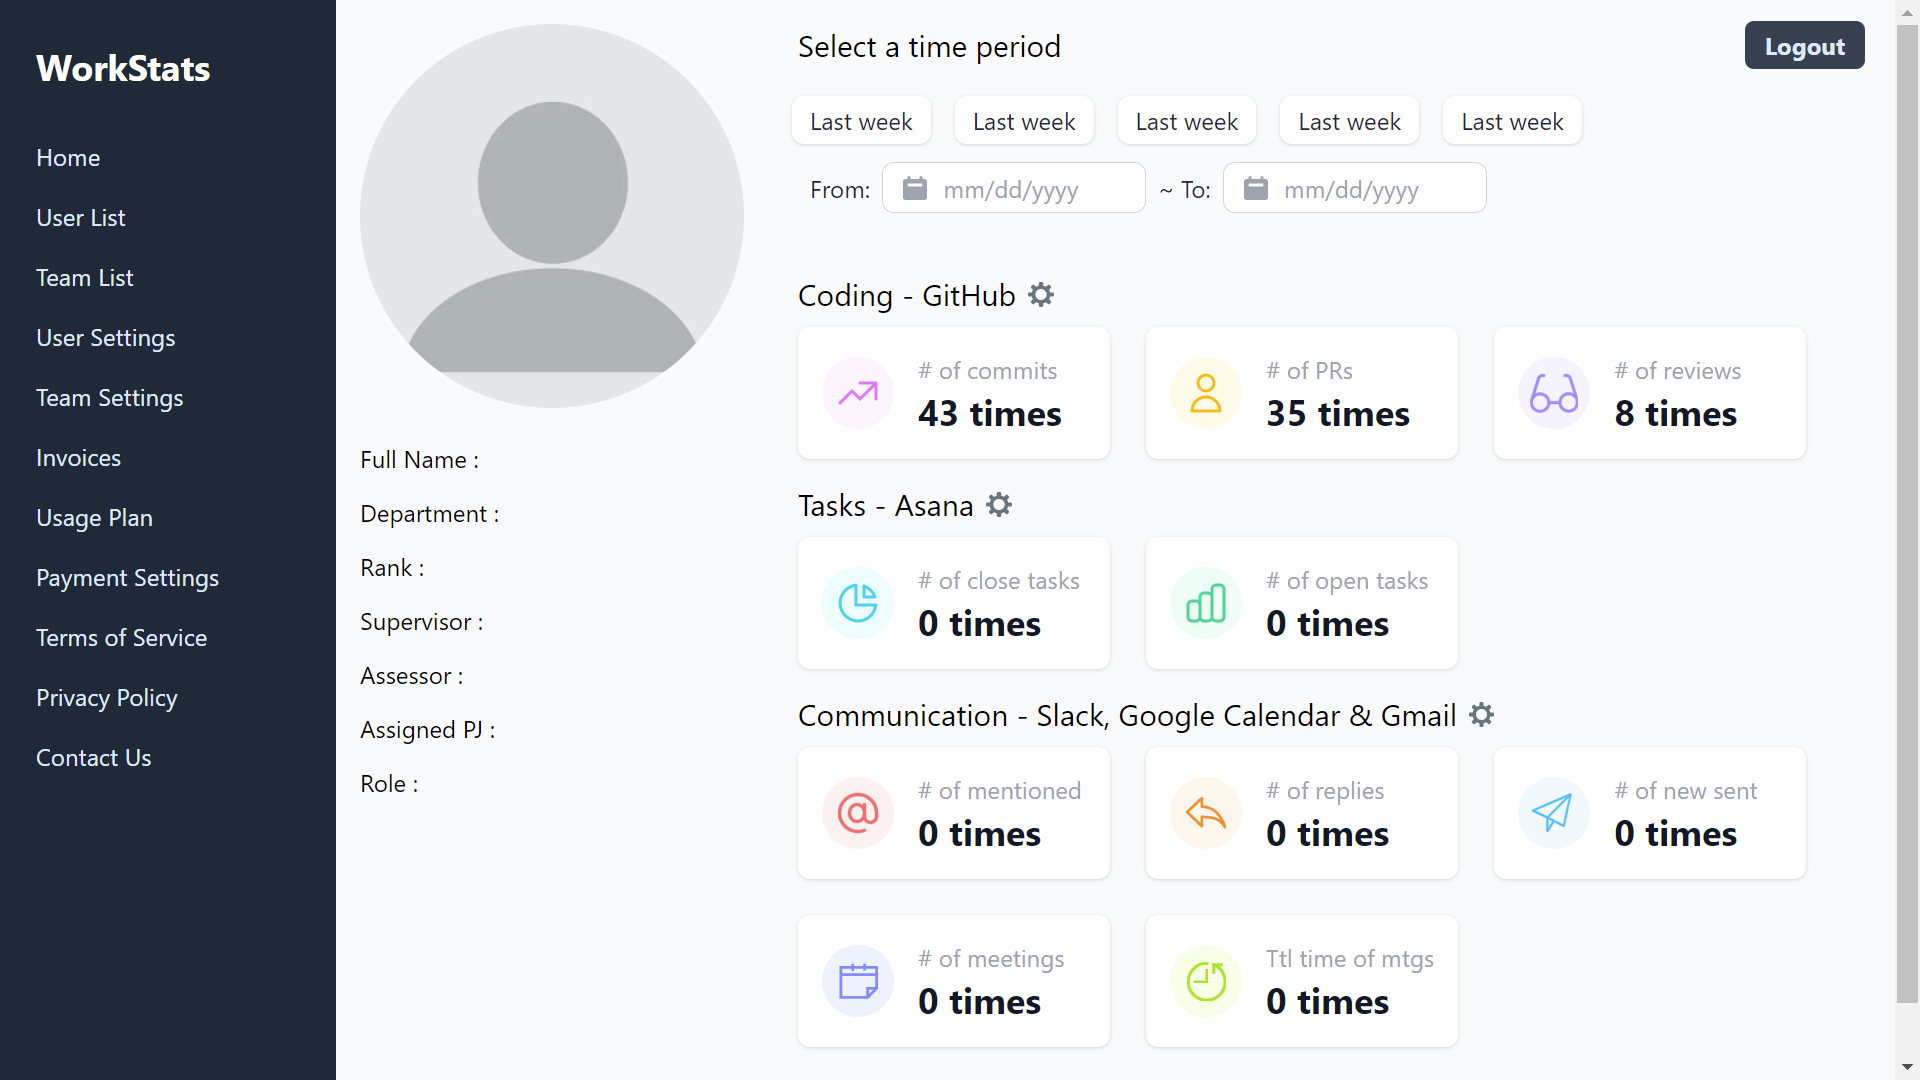 WorkStats
Home
User List
Team List
User Settings
Team Settings
Invoices
Usage Plan
Payment Settings
Terms of Service
Privacy Policy
Contact Us
Full Name :
Department :
Rank :
Supervisor :
Assessor :
Assigned PJ :
Role :
Select a time period
Logout
Last week Last week Last week Last week Last week
From: mm/dd/yyyy ~ To: mm/dd/yyyy
Coding - GitHub
# of commits
43 times
# of PRs
35 times
# of reviews
8 times
Tasks - Asana
# of close tasks
0 times
# of open tasks
0 times
Communication - Slack, Google Calendar & Gmail
# of mentioned
0 times
# of replies
0 times
# of new sent
0 times
# of meetings
0 times
Ttl time of mtgs
0 times